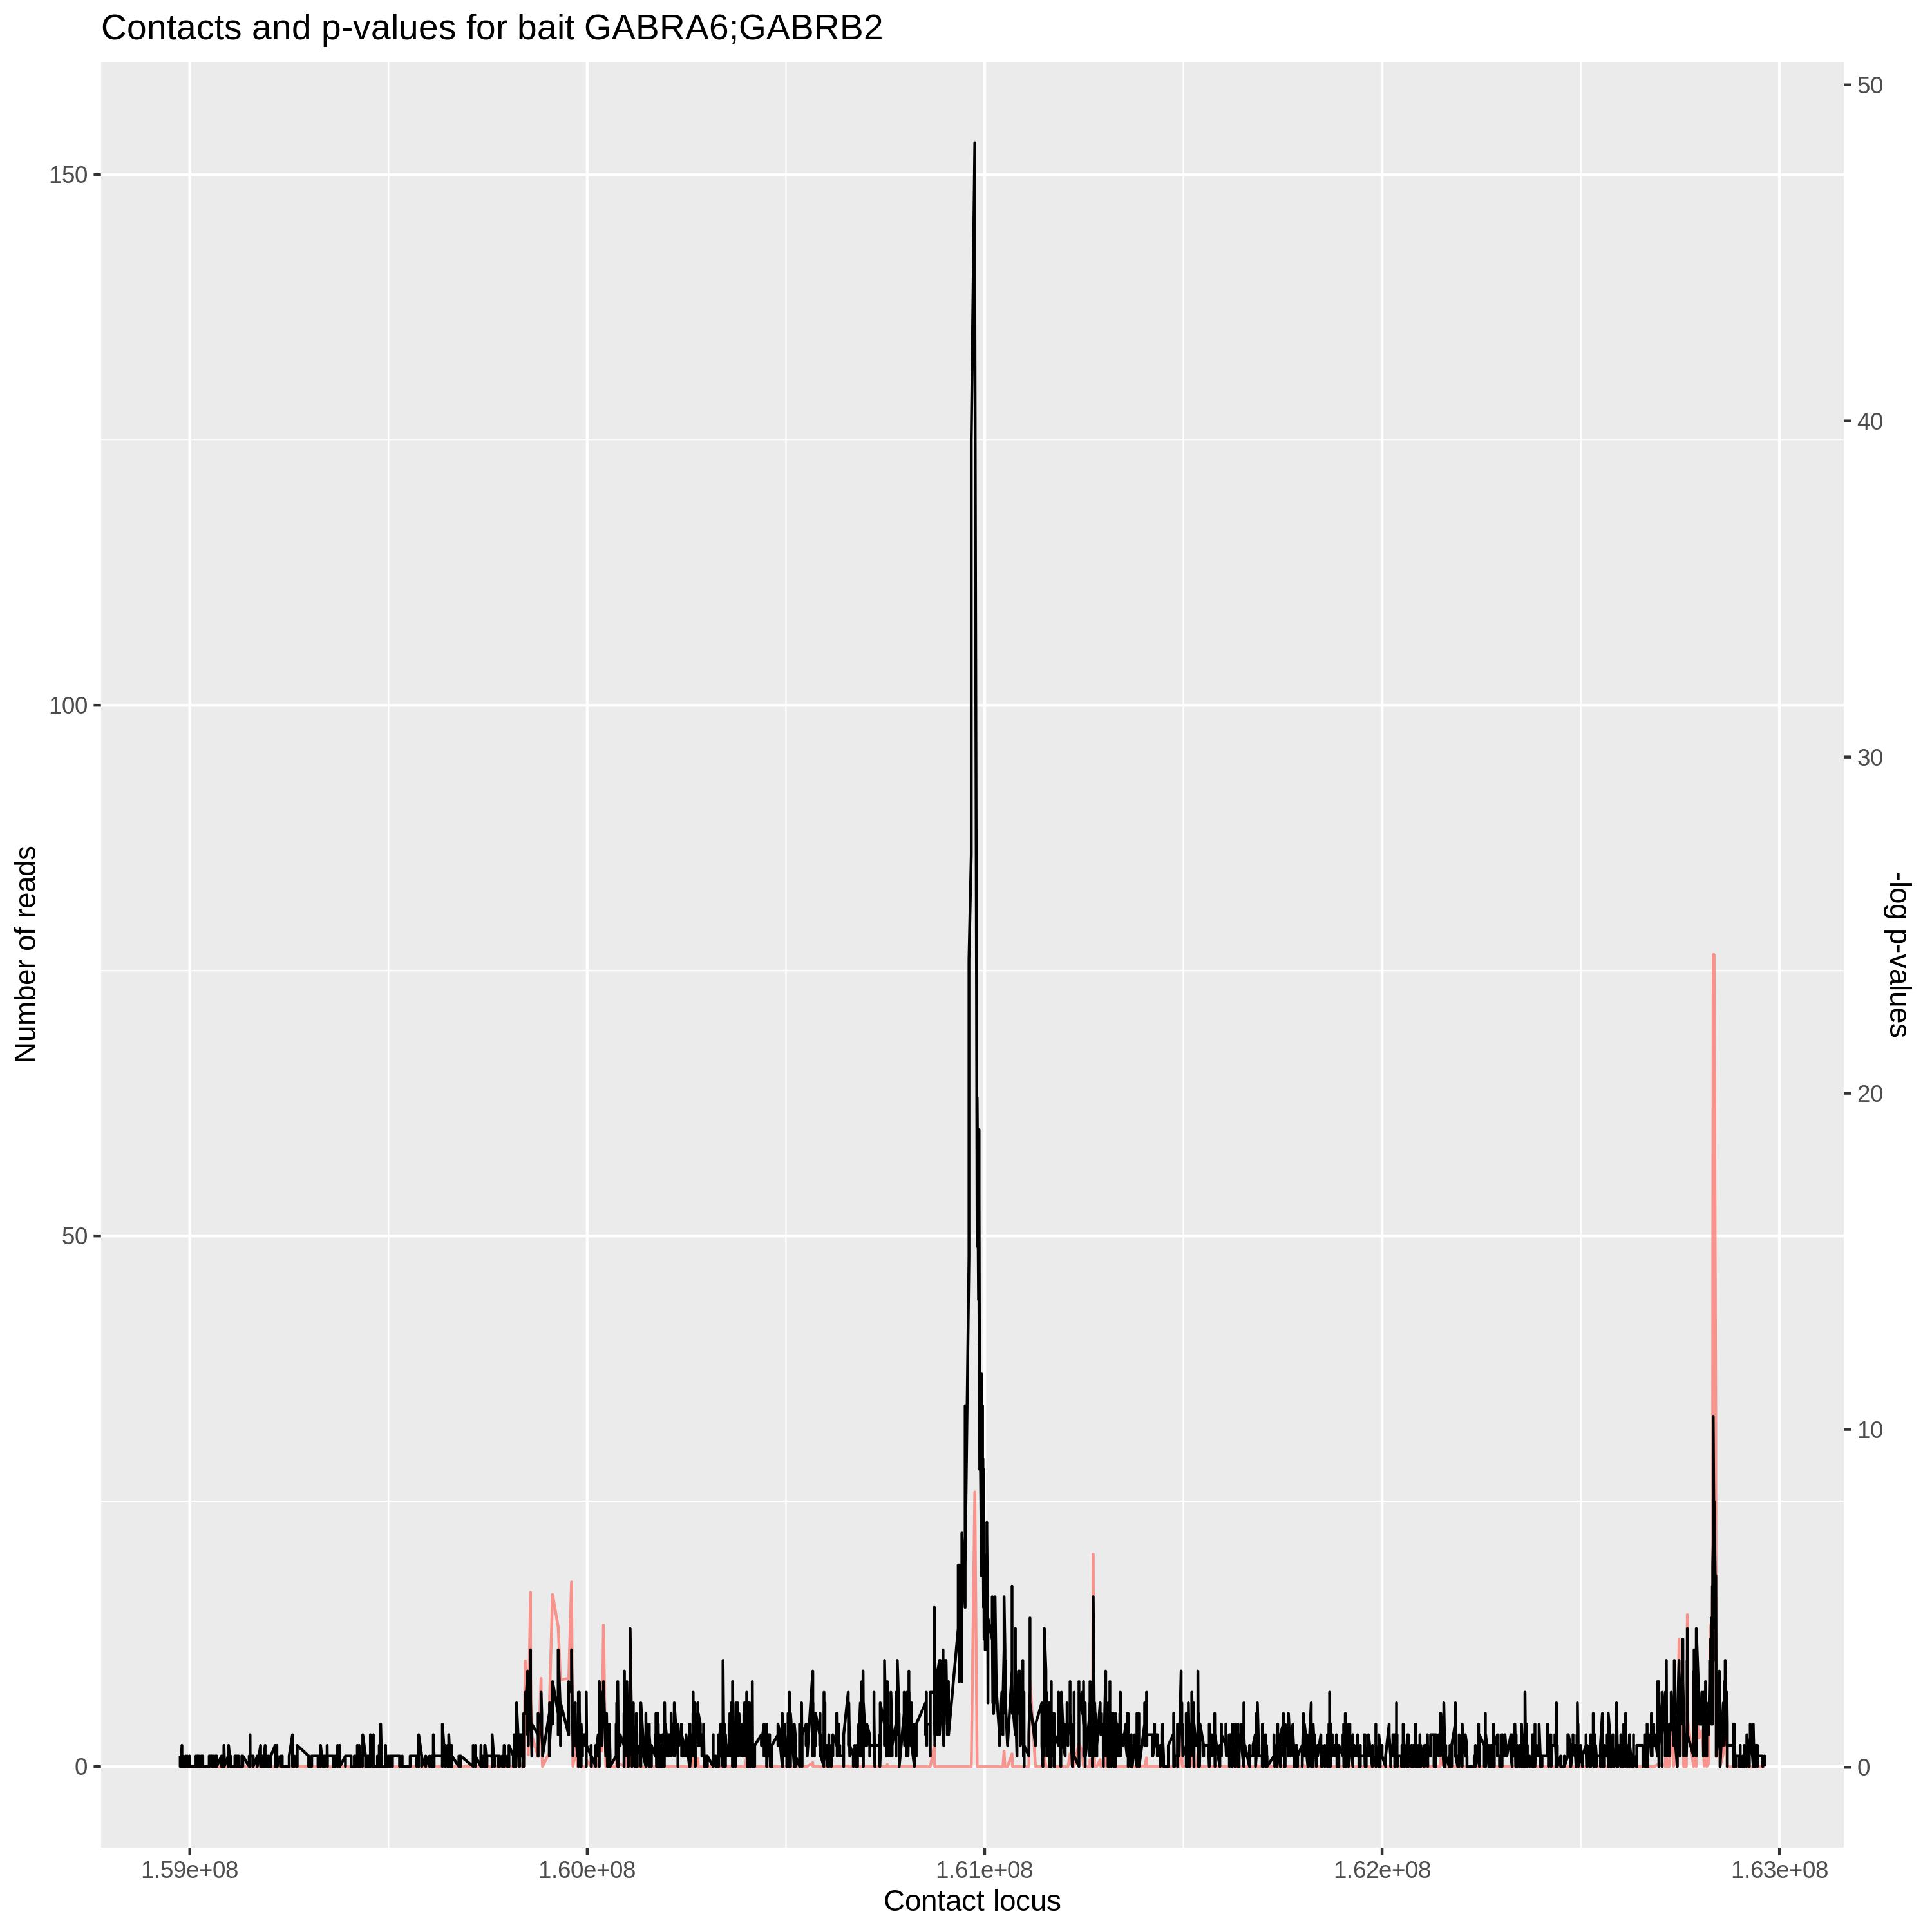 Contacts and p-values for bait GABRA6;GABRB2
150
100
50
0
Number of reads
50
40
30
20
10
0
-log p-values
1.59e+08 1.60e+08 1.61e+08 1.62e+08 1.63e+08
Contact locus